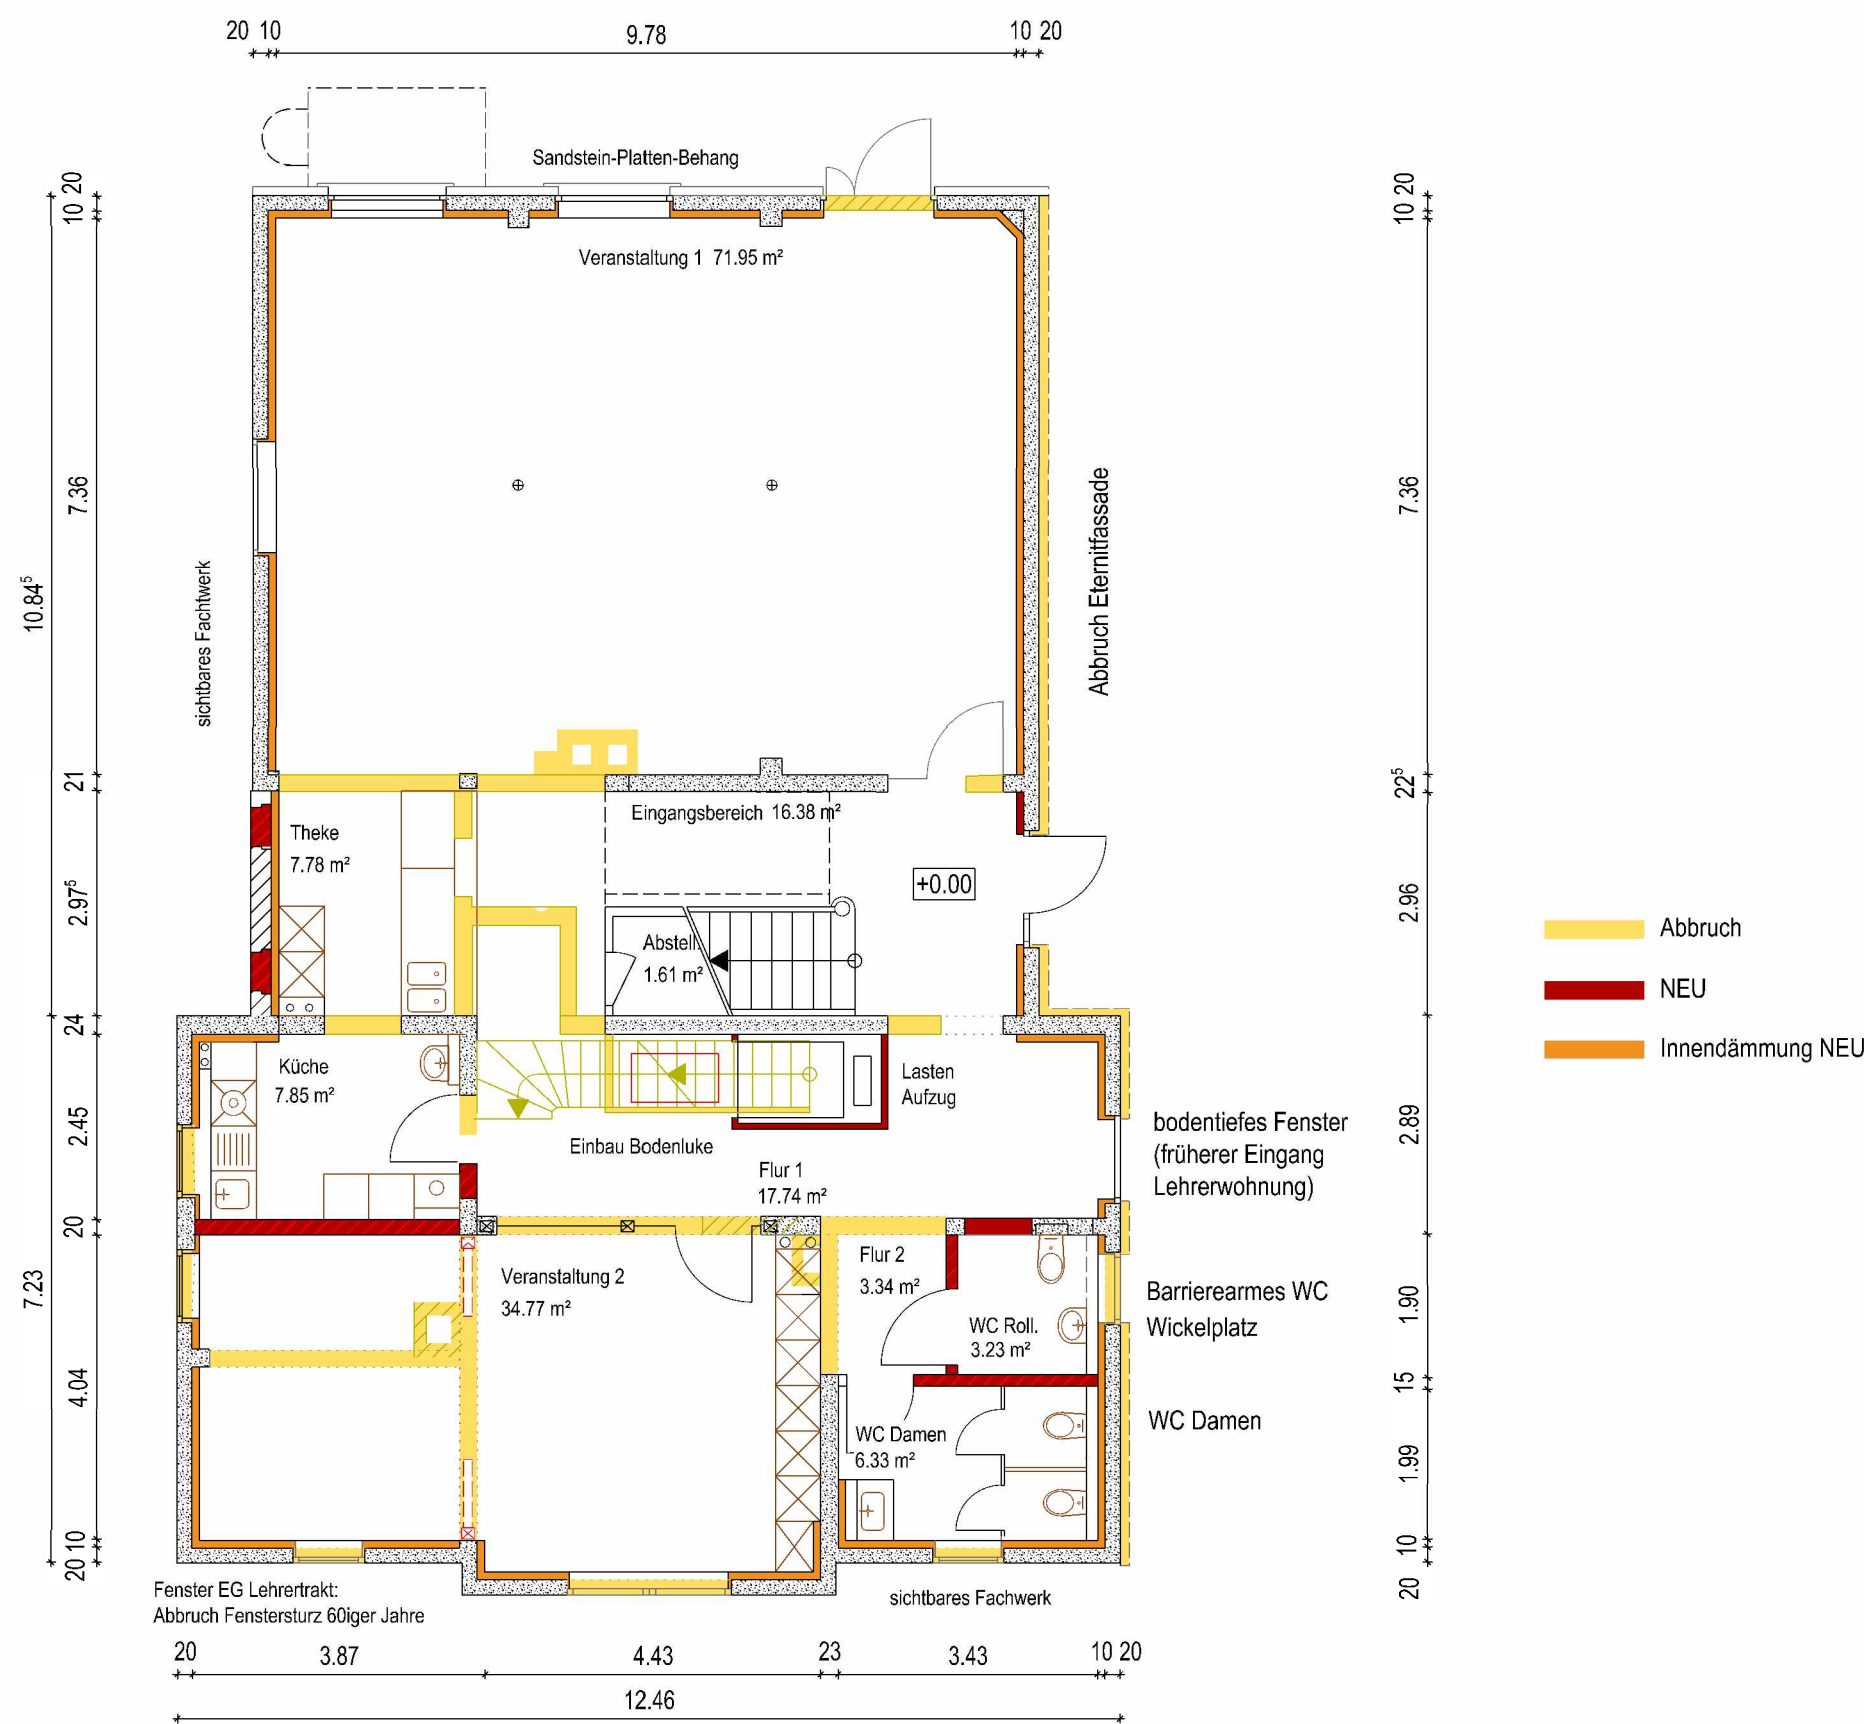 20 10 9.78 10 20
Sandstein-Platten-Behang
20
10
7.36
10.84⁵
21
2.97⁵
24
2.45
20
7.23
4.04
10
20
sichtbares Fachtwerk
Veranstaltung 1 71.95 m²
Abbruch Eternitfassade
20
10
7.36
22⁵
2.96
2.89
1.90
15
1.99
10
20
Theke
7.78 m²
Eingangsbereich 16.38 m²
+0.00
Abstell.
1.61 m²
Abbruch
NEU
Innendämmung NEU
Küche
7.85 m²
Lasten
Aufzug
Einbau Bodenluke
Flur 1
17.74 m²
bodentiefes Fenster
(früherer Eingang
Lehrerwohnung)
Veranstaltung 2
34.77 m²
Flur 2
3.34 m²
WC Roll.
3.23 m²
Barrierearmes WC
Wickelplatz
WC Damen
6.33 m²
WC Damen
Fenster EG Lehrertrakt:
Abbruch Fenstersturz 60iger Jahre
sichtbares Fachwerk
20 3.87 4.43 23 3.43 10 20
12.46